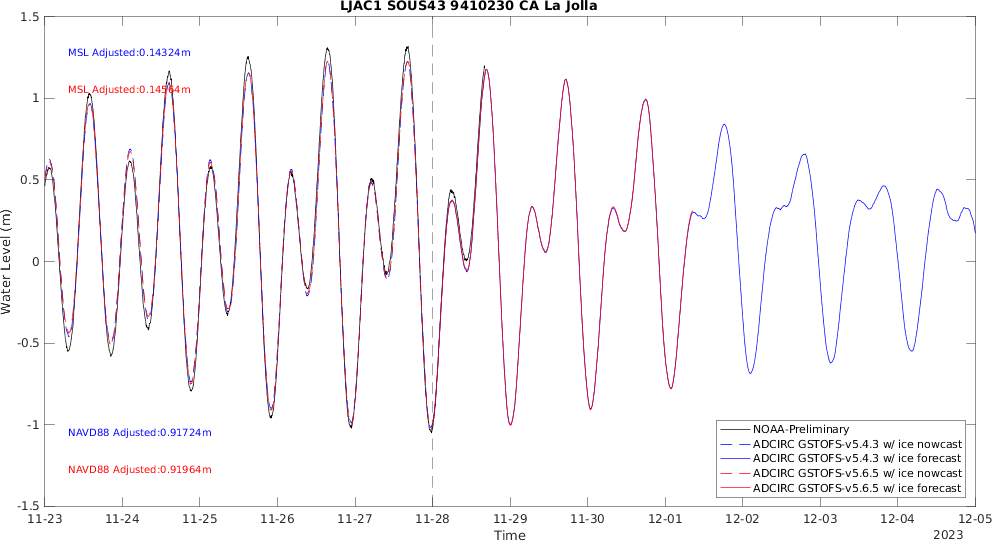 LJAC1 SOUS43 9410230 CA La Jolla
1.5
1
0.5
0
-0.5
-1
-1.5
Water Level (m)
MSL Adjusted:0.14324m
MSL Adjusted:0.14564m
NAVD88 Adjusted:0.91724m
NAVD88 Adjusted:0.91964m
NOAA-Preliminary
ADCIRC GSTOFS-v5.4.3 w/ ice nowcast
ADCIRC GSTOFS-v5.4.3 w/ ice forecast
ADCIRC GSTOFS-v5.6.5 w/ ice nowcast
ADCIRC GSTOFS-v5.6.5 w/ ice forecast
11-23 11-24 11-25 11-26 11-27 11-28 11-29 11-30 12-01 12-02 12-03 12-04 12-05
Time
2023